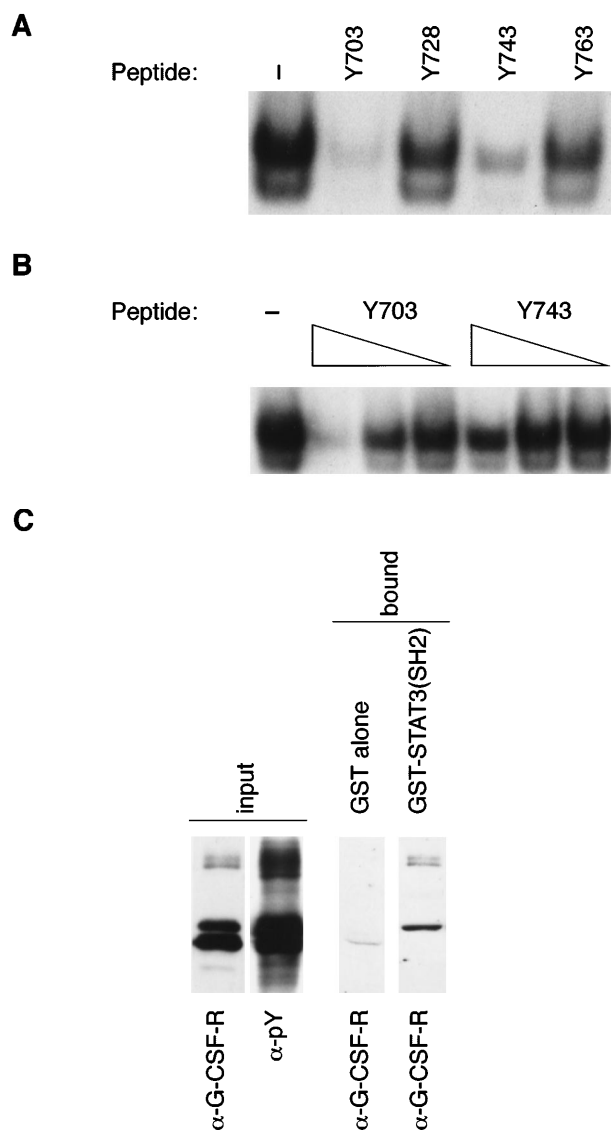 A
Peptide: – Y703 Y728 Y743 Y763
B
Peptide: – Y703 Y743
C
bound
input GST alone GST-STAT3(SH2)
α-G-CSF-R α-pY α-G-CSF-R α-G-CSF-R